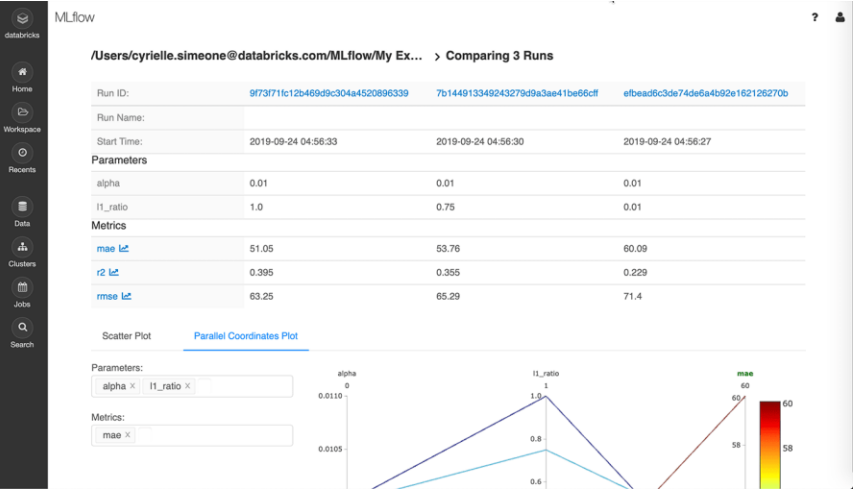 databricks
MLflow
?
/Users/cyrielle.simeone@databricks.com/MLflow/My Ex... > Comparing 3 Runs
Home
Workspace
Recents
Data
Clusters
Jobs
Search
Run ID: 9f73f71fc12b469d9c304a4520896339 7b144913349243279d9a3ae41be66cff efbead6c3de74de6a4b92e162126270b
Run Name:
Start Time: 2019-09-24 04:56:33 2019-09-24 04:56:30 2019-09-24 04:56:27
Parameters
alpha 0.01 0.01 0.01
l1_ratio 1.0 0.75 0.01
Metrics
mae 51.05 53.76 60.09
r2 0.395 0.355 0.229
rmse 63.25 65.29 71.4
Scatter Plot Parallel Coordinates Plot
Parameters:
alpha × l1_ratio ×
Metrics:
mae ×
alpha l1_ratio mae
0 1 60
0.0110 1.0 60 60
0.8
0.0105 58 58
0.6